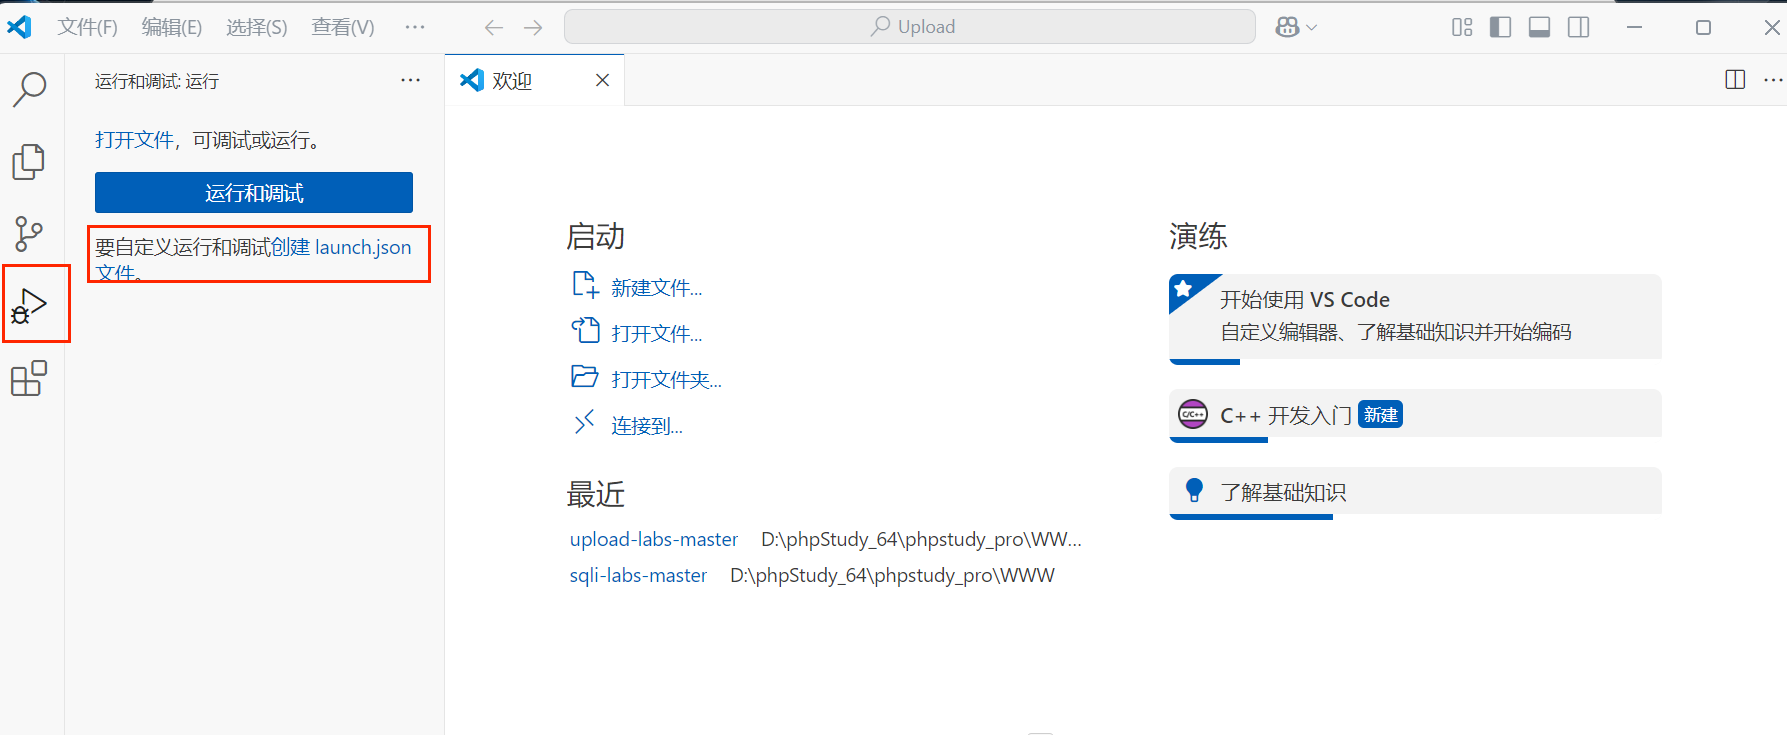 文件(F) 编辑(E) 选择(S) 查看(V) ··· Upload
运行和调试: 运行 ···
欢迎
打开文件，可调试或运行。
运行和调试
要自定义运行和调试创建 launch.json
文件。
启动
新建文件...
打开文件...
打开文件夹...
连接到...
最近
upload-labs-master D:\phpStudy_64\phpstudy_pro\WW...
sqli-labs-master D:\phpStudy_64\phpstudy_pro\WWW
演练
开始使用 VS Code
自定义编辑器、了解基础知识并开始编码
C/C++ C++ 开发入门 新建
了解基础知识